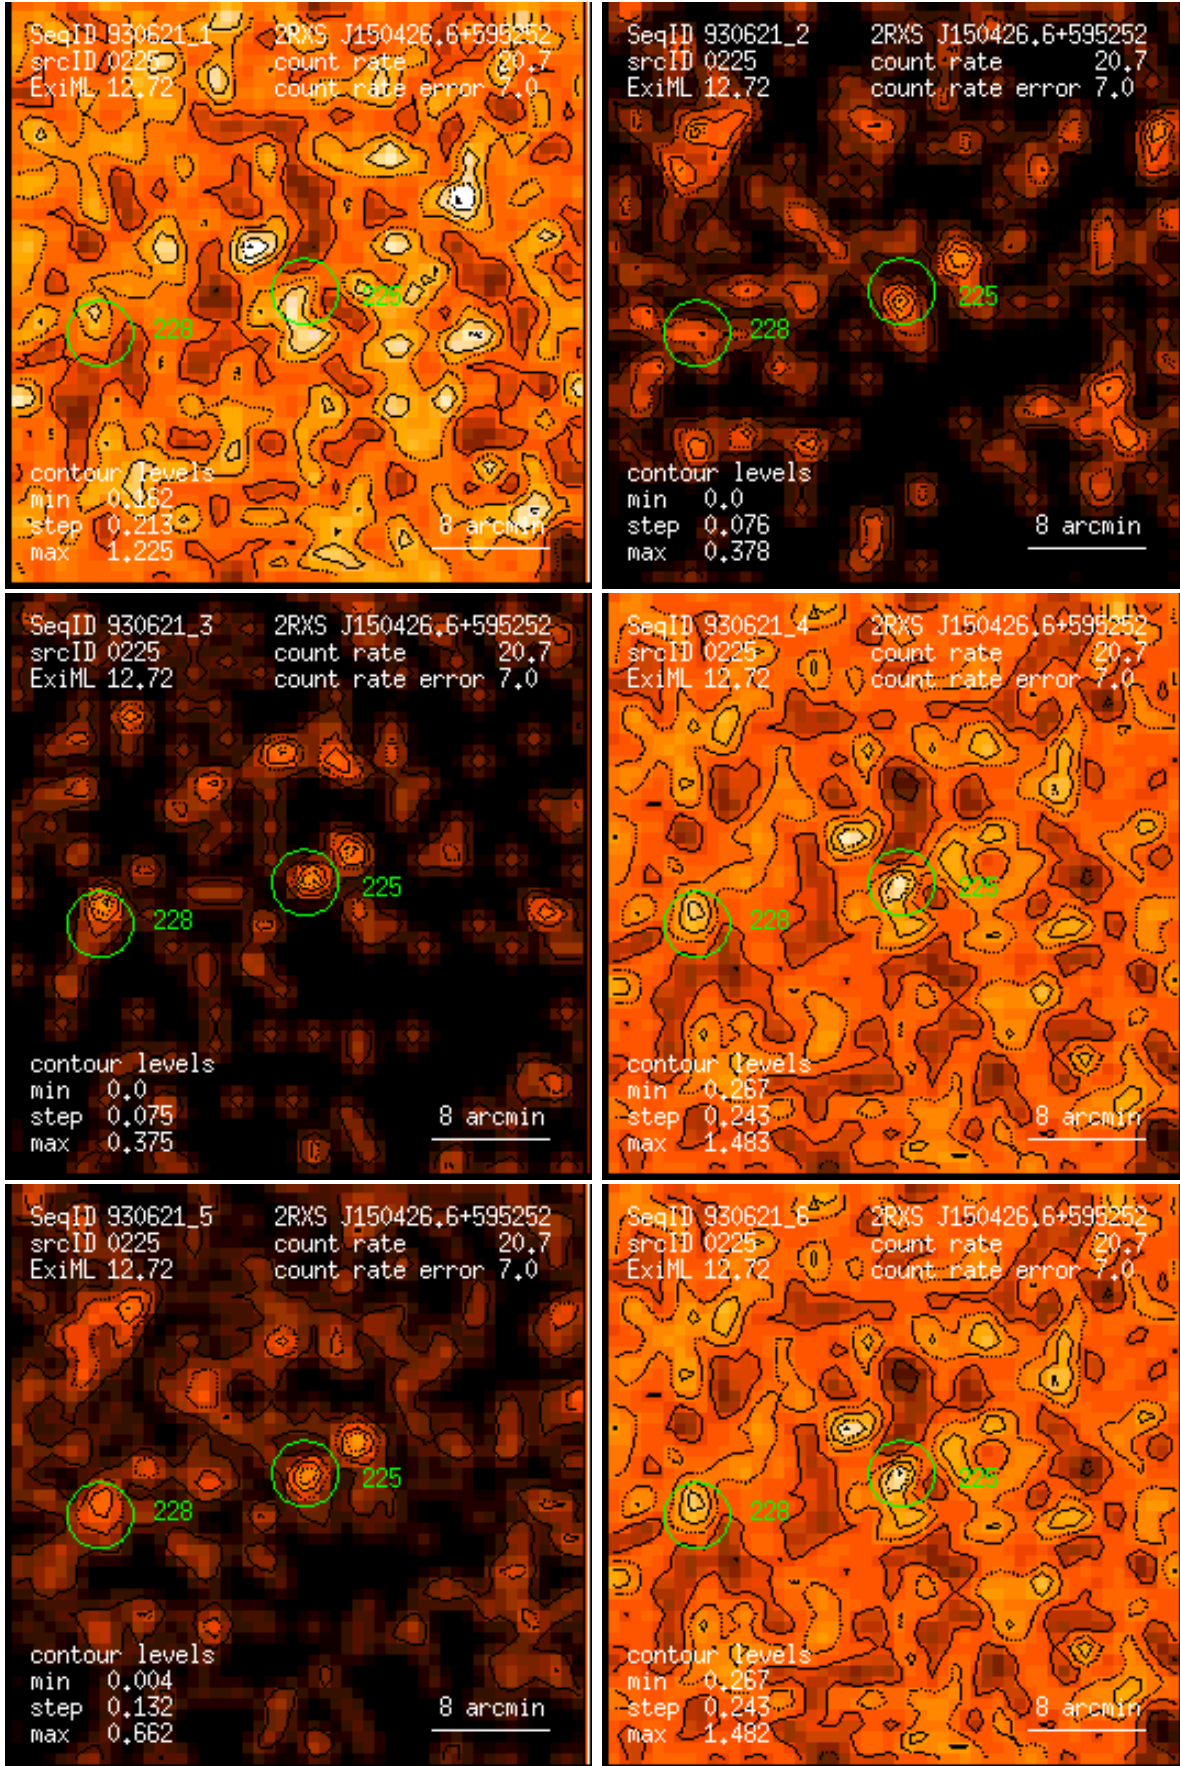 SeqID 930621_1 2RXS J150426.6+595252
srcID 0225 count rate 20.7
ExiML 12.72 count rate error 7.0
225
228
contour levels
min 0.162
step 0.213
max 1.225
8 arcmin
SeqID 930621_2 2RXS J150426.6+595252
srcID 0225 count rate 20.7
ExiML 12.72 count rate error 7.0
225
228
contour levels
min 0.0
step 0.076
max 0.378
8 arcmin
SeqID 930621_3 2RXS J150426.6+595252
srcID 0225 count rate 20.7
ExiML 12.72 count rate error 7.0
225
228
contour levels
min 0.0
step 0.075
max 0.375
8 arcmin
SeqID 930621_4 2RXS J150426.6+595252
srcID 0225 count rate 20.7
ExiML 12.72 count rate error 7.0
225
228
contour levels
min 0.267
step 0.243
max 1.483
8 arcmin
SeqID 930621_5 2RXS J150426.6+595252
srcID 0225 count rate 20.7
ExiML 12.72 count rate error 7.0
225
228
contour levels
min 0.004
step 0.132
max 0.662
8 arcmin
SeqID 930621_6 2RXS J150426.6+595252
srcID 0225 count rate 20.7
ExiML 12.72 count rate error 7.0
225
228
contour levels
min 0.267
step 0.243
max 1.482
8 arcmin